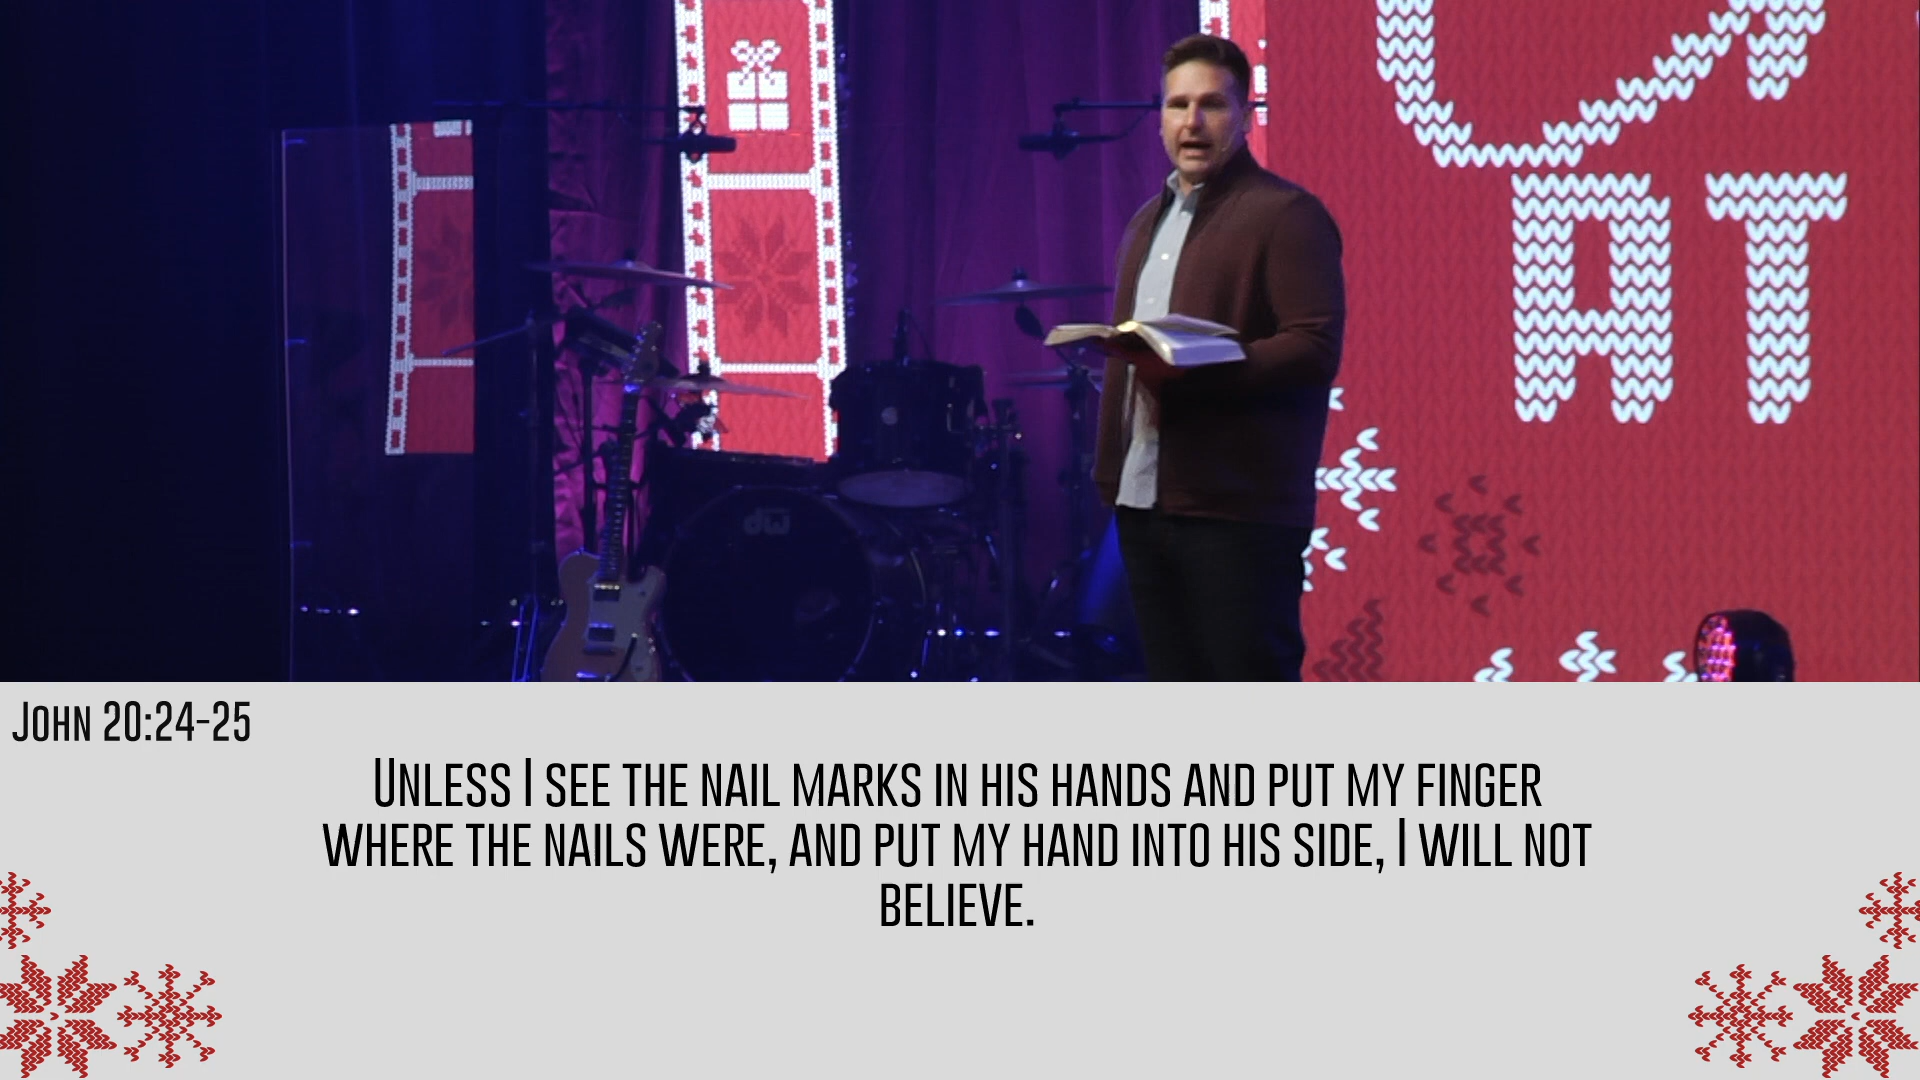 AT
dw
John 20:24-25
Unless I see the nail marks in his hands and put my finger
where the nails were, and put my hand into his side, I will not
believe.